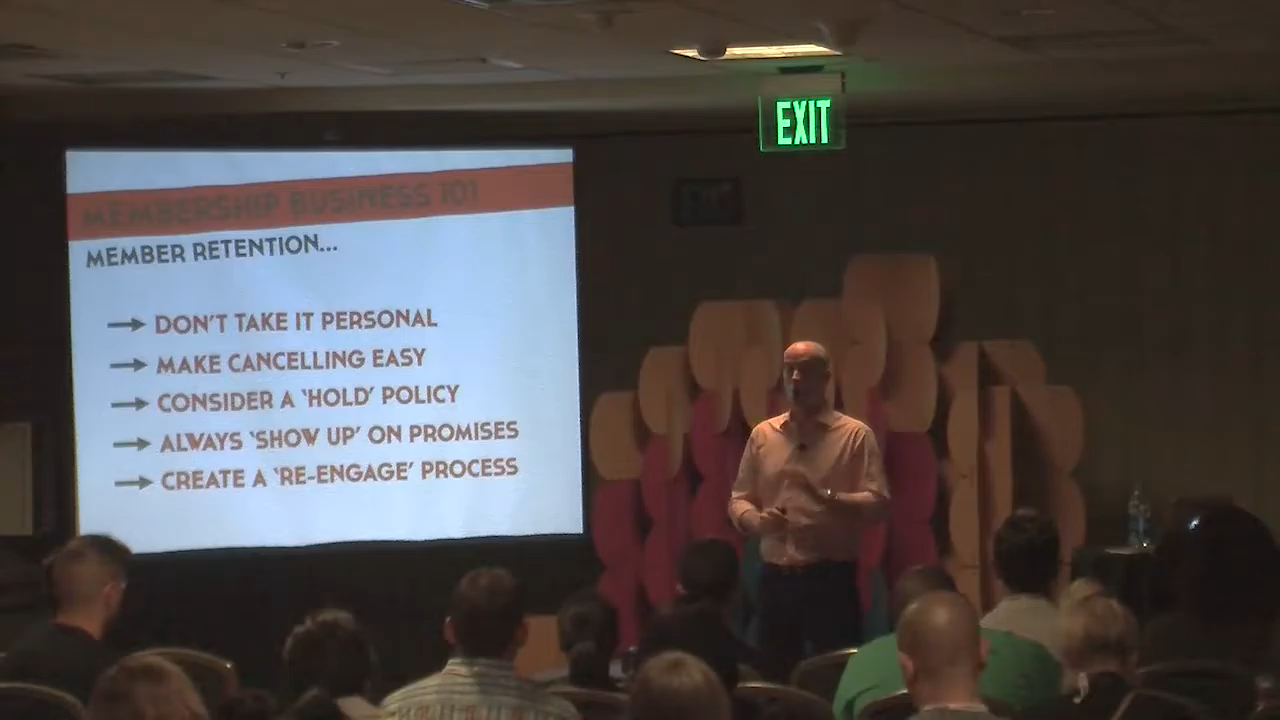 EXIT
MEMBERSHIP BUSINESS 101
MEMBER RETENTION...
DON'T TAKE IT PERSONAL
MAKE CANCELLING EASY
CONSIDER A 'HOLD' POLICY
ALWAYS 'SHOW UP' ON PROMISES
CREATE A 'RE-ENGAGE' PROCESS